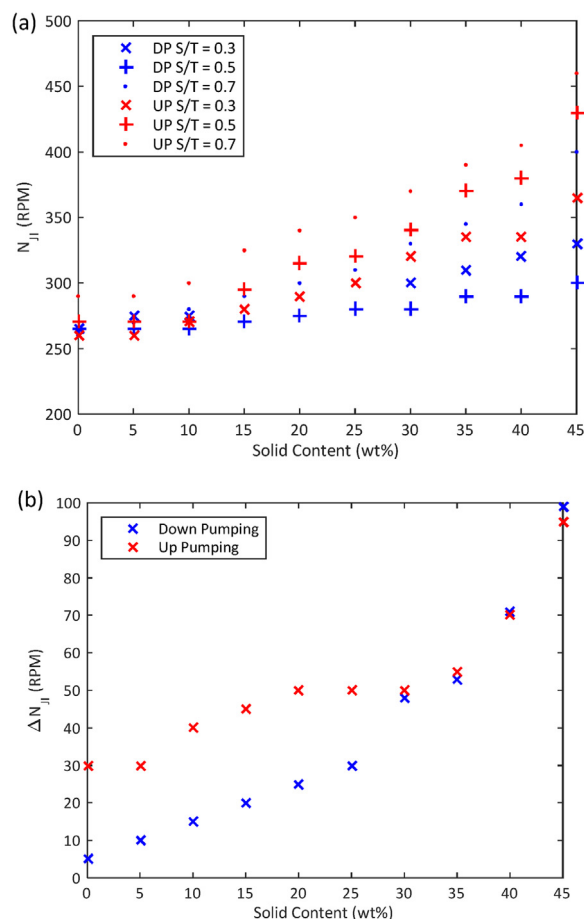 (a)
500
450
400
350
300
250
200
N_JI (RPM)
DP S/T = 0.3
DP S/T = 0.5
DP S/T = 0.7
UP S/T = 0.3
UP S/T = 0.5
UP S/T = 0.7
0 5 10 15 20 25 30 35 40 45
Solid Content (wt%)
(b)
100
90
80
70
60
50
40
30
20
10
0
Δ N_JI (RPM)
Down Pumping
Up Pumping
0 5 10 15 20 25 30 35 40 45
Solid Content (wt%)